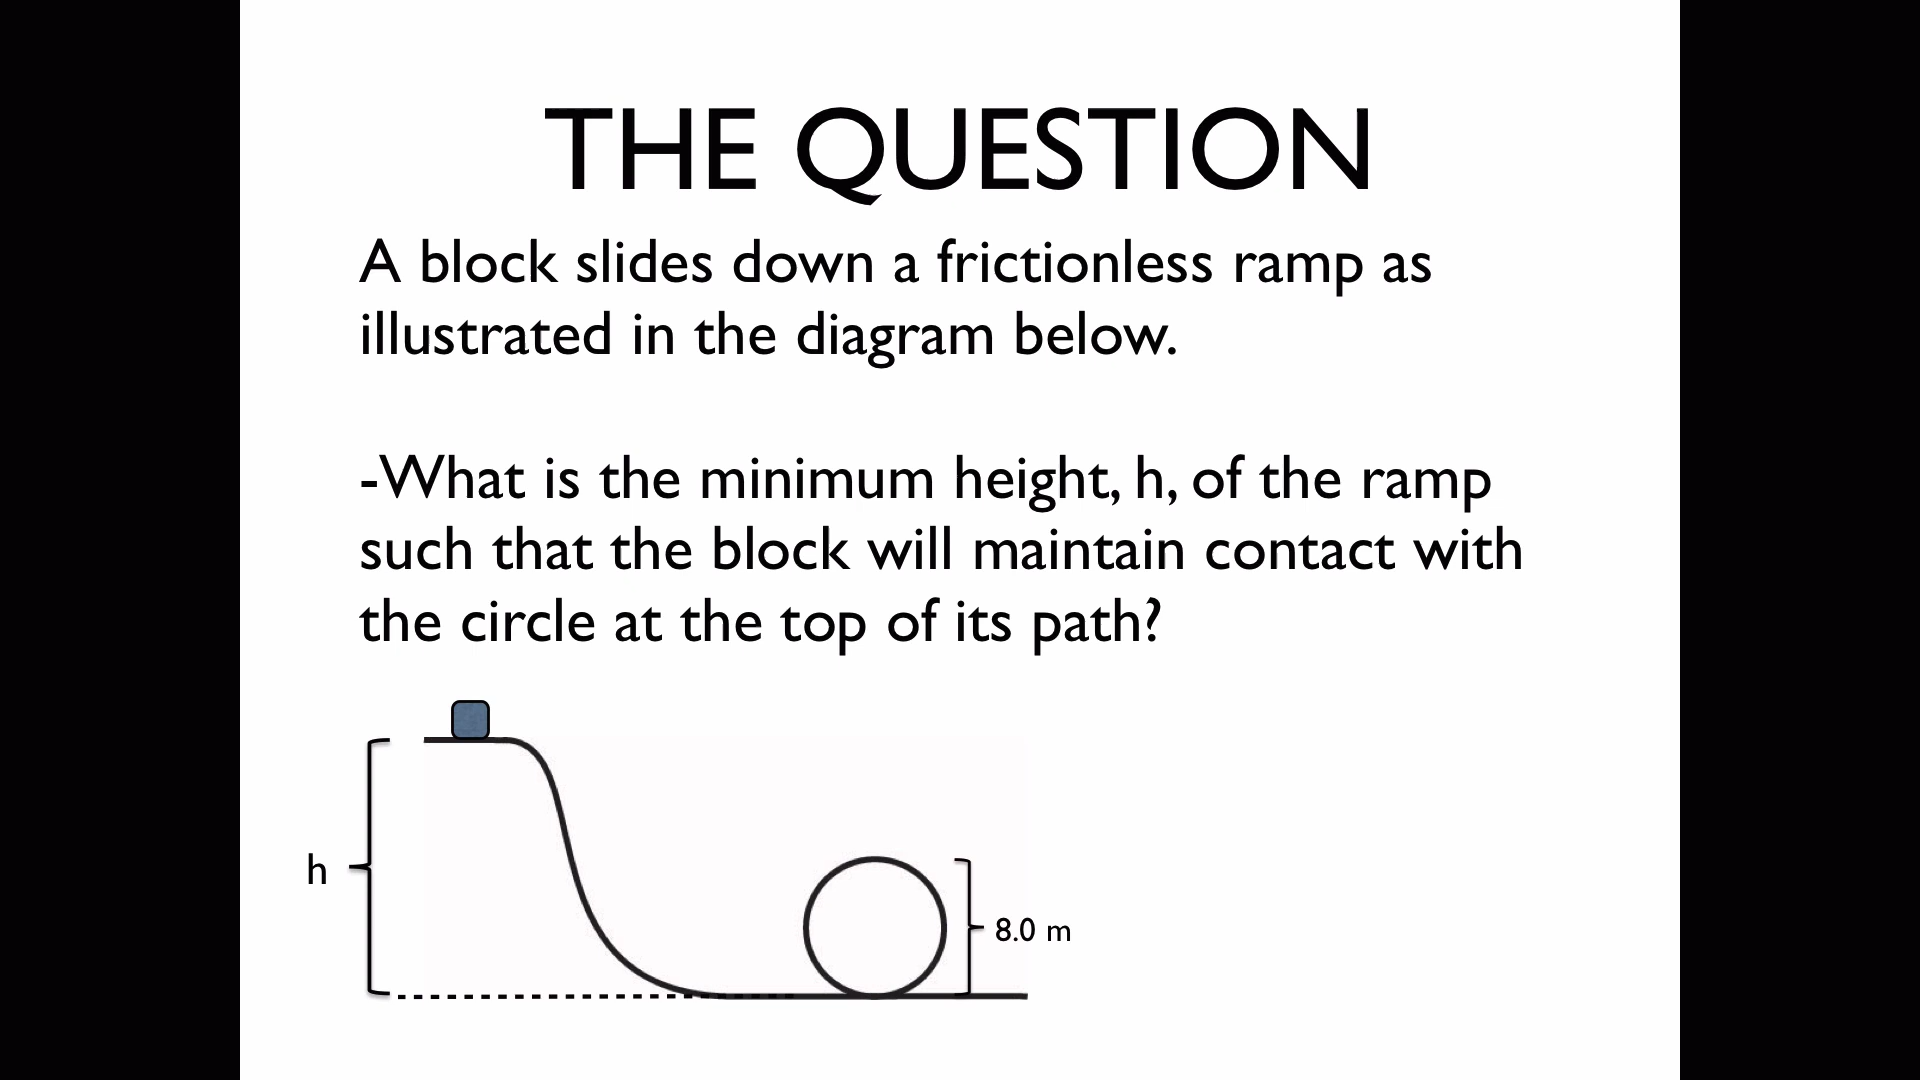 THE QUESTION
A block slides down a frictionless ramp as
illustrated in the diagram below.
-What is the minimum height, h, of the ramp
such that the block will maintain contact with
the circle at the top of its path?
h
8.0 m